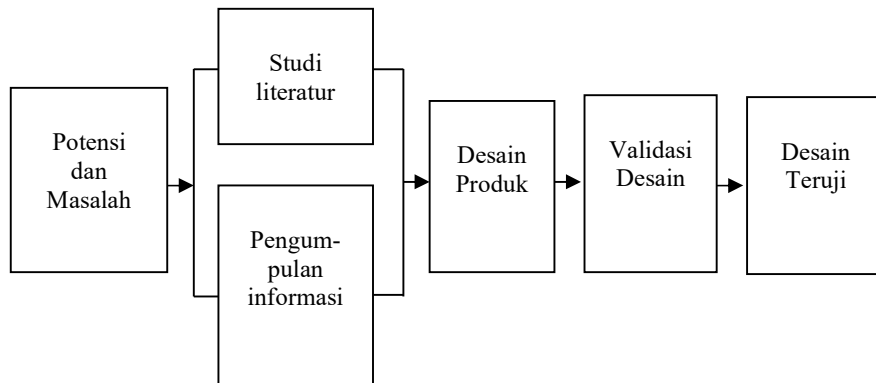 Potensi
dan
Masalah
Studi
literatur
Pengum-
pulan
informasi
Desain
Produk
Validasi
Desain
Desain
Teruji